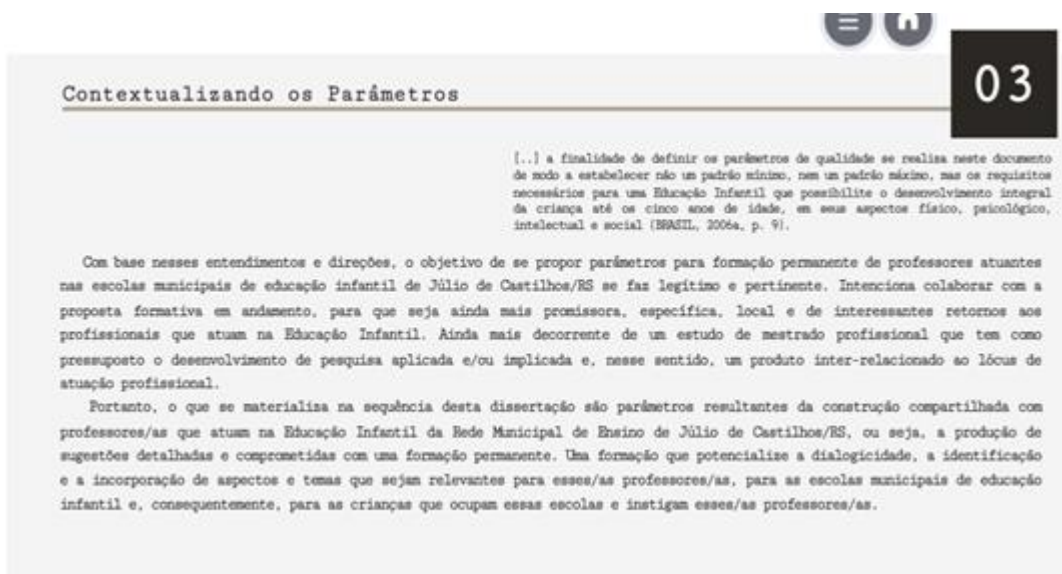 03
Contextualizando os Parâmetros
[..] a finalidade de definir os parâmetros de qualidade se realiza neste documento
de modo a estabelecer não um padrão mínimo, nem um padrão máximo, mas os requisitos
necessários para uma Educação Infantil que possibilite o desenvolvimento integral
da criança até os cinco anos de idade, em seus aspectos físico, psicológico,
intelectual e social (BRASIL, 2006a, p. 9).
Com base nesses entendimentos e direções, o objetivo de se propor parâmetros para formação permanente de professores atuantes
nas escolas municipais de educação infantil de Júlio de Castilhos/RS se faz legítimo e pertinente. Intenciona colaborar com a
proposta formativa em andamento, para que seja ainda mais promissora, específica, local e de interessantes retornos aos
profissionais que atuam na Educação Infantil. Ainda mais decorrente de um estudo de mestrado profissional que tem como
pressuposto o desenvolvimento de pesquisa aplicada e/ou implicada e, nesse sentido, um produto inter-relacionado ao lócus de
atuação profissional.
Portanto, o que se materializa na sequência desta dissertação são parâmetros resultantes da construção compartilhada com
professores/as que atuam na Educação Infantil da Rede Municipal de Ensino de Júlio de Castilhos/RS, ou seja, a produção de
sugestões detalhadas e comprometidas com uma formação permanente. Uma formação que potencialize a dialogicidade, a identificação
e a incorporação de aspectos e temas que sejam relevantes para esses/as professores/as, para as escolas municipais de educação
infantil e, consequentemente, para as crianças que ocupam essas escolas e instigam esses/as professores/as.